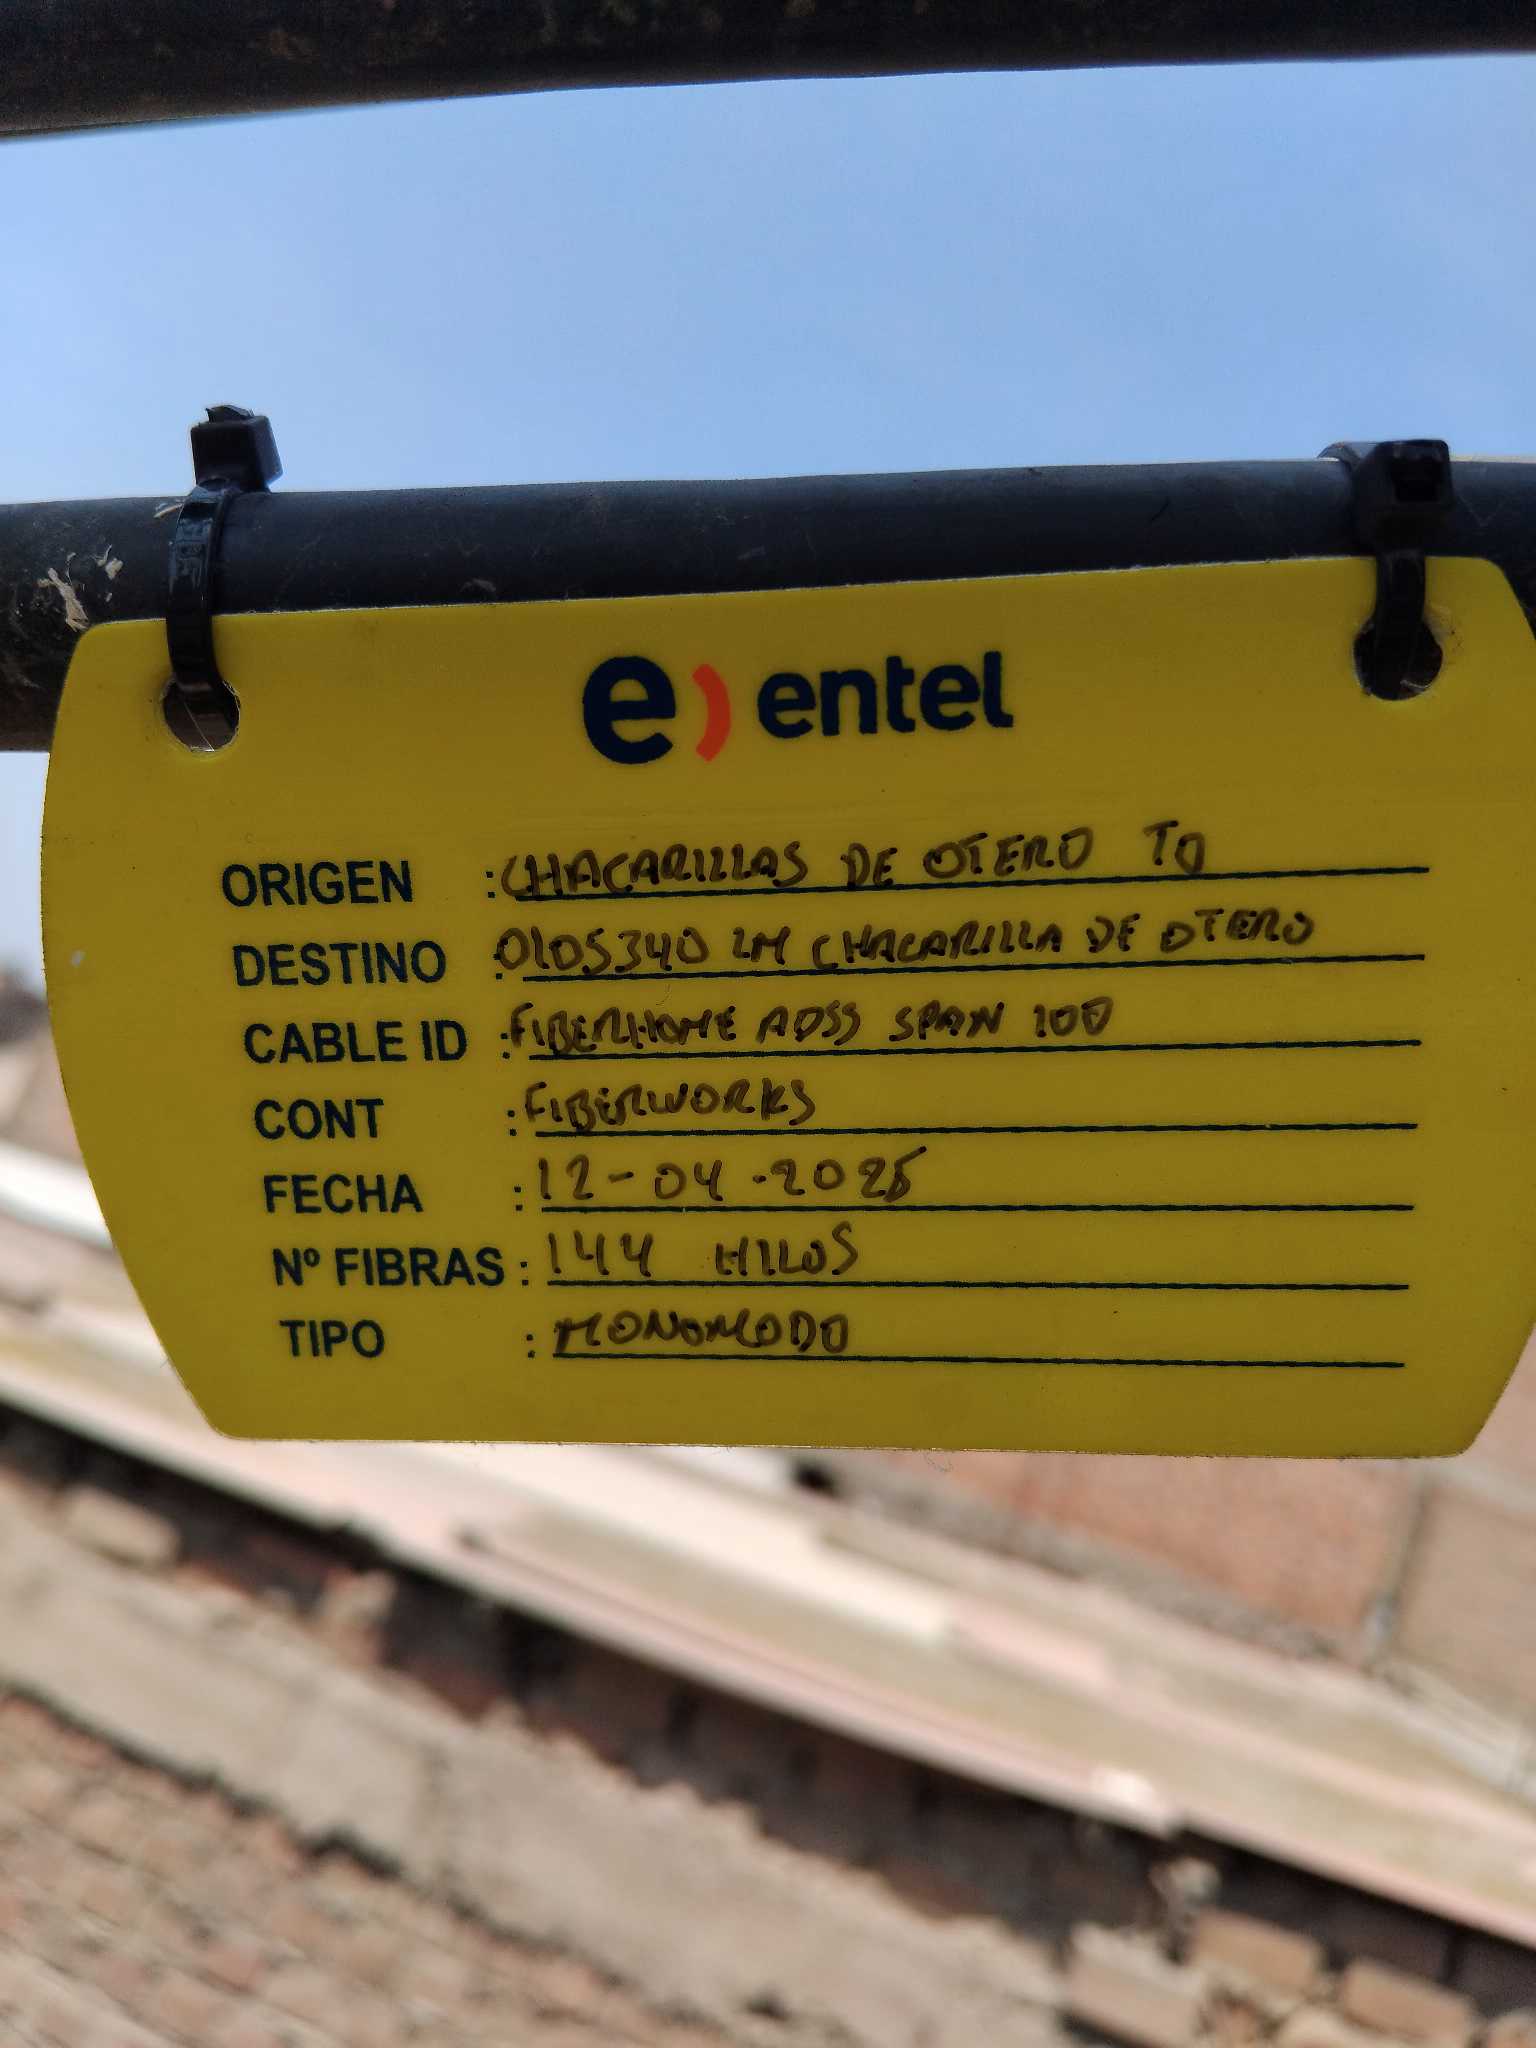 e) entel
ORIGEN : CHACARILLAS DE OTERO TO
DESTINO : 0105340 LM CHACARILLA DE OTERO
CABLE ID : FIBERHOME ADSS SPAN 100
CONT : FIBERWORKS
FECHA : 12-04-2025
Nº FIBRAS : 144 HILOS
TIPO : MONOMODO